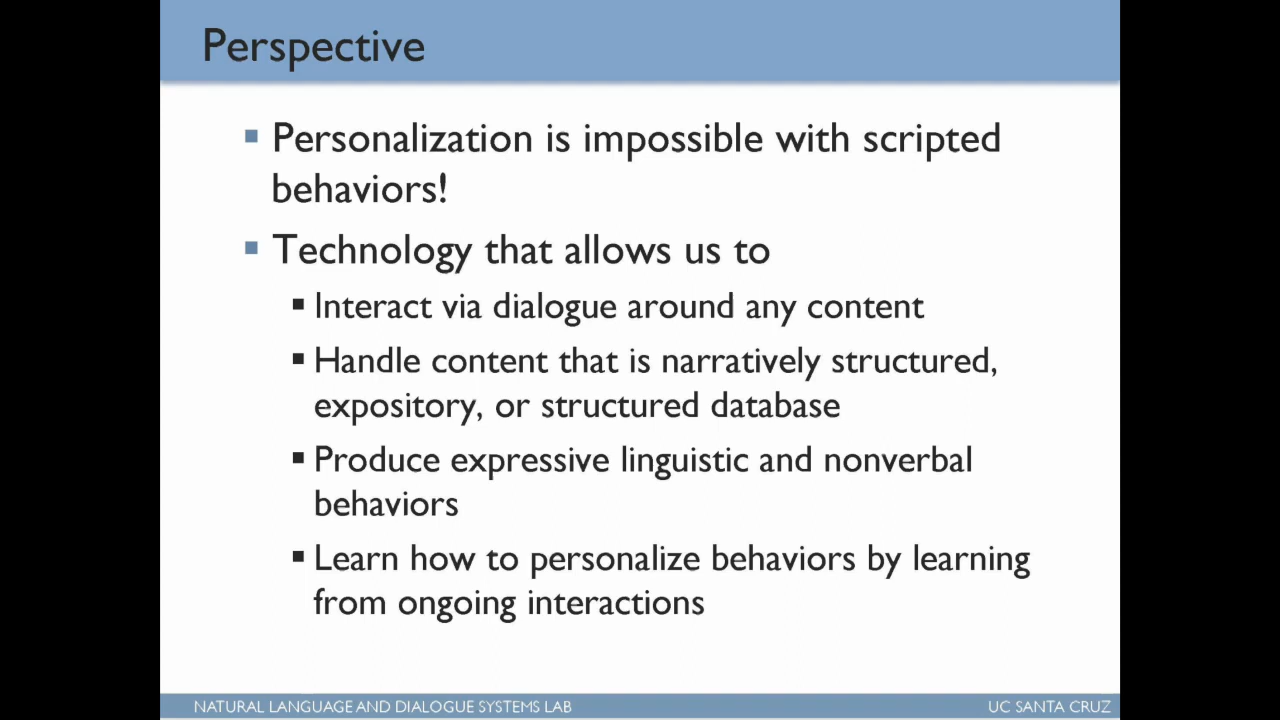 Perspective
Personalization is impossible with scripted
behaviors!
Technology that allows us to
Interact via dialogue around any content
Handle content that is narratively structured,
expository, or structured database
Produce expressive linguistic and nonverbal
behaviors
Learn how to personalize behaviors by learning
from ongoing interactions
NATURAL LANGUAGE AND DIALOGUE SYSTEMS LAB
UC SANTA CRUZ